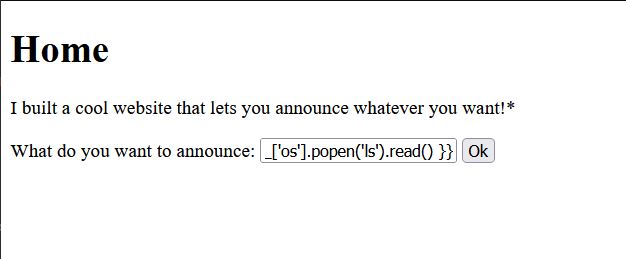 Home
I built a cool website that lets you announce whatever you want!*
What do you want to announce: _['os'].popen('ls').read() }} Ok